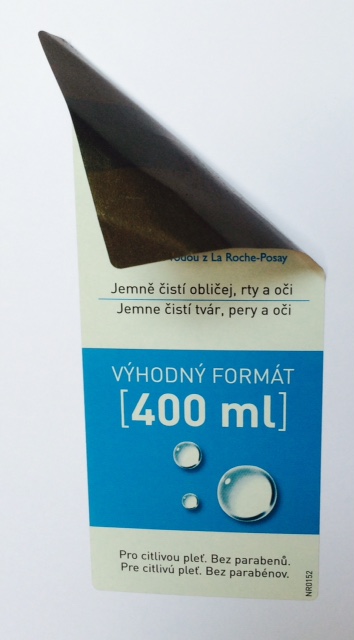 vodou z La Roche-Posay
Jemně čistí obličej, rty a oči
Jemne čistí tvár, pery a oči
VÝHODNÝ FORMÁT
[400 ml]
Pro citlivou pleť. Bez parabenů.
Pre citlivú pleť. Bez parabénov.
NR0152